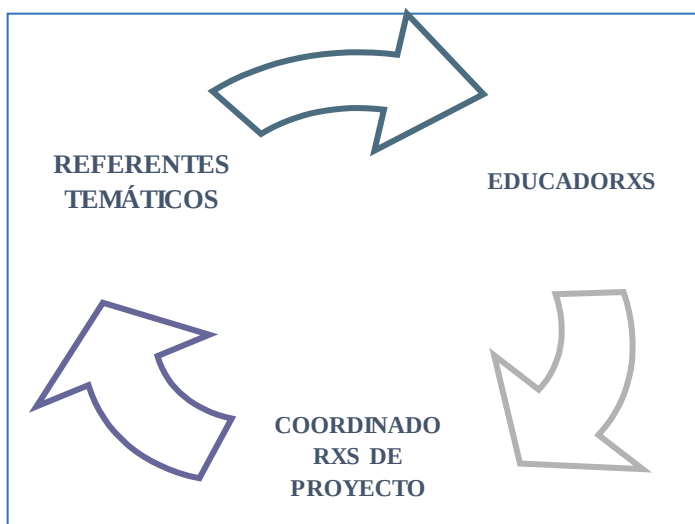 REFERENTES
TEMÁTICOS
EDUCADORXS
COORDINADO
RXS DE
PROYECTO